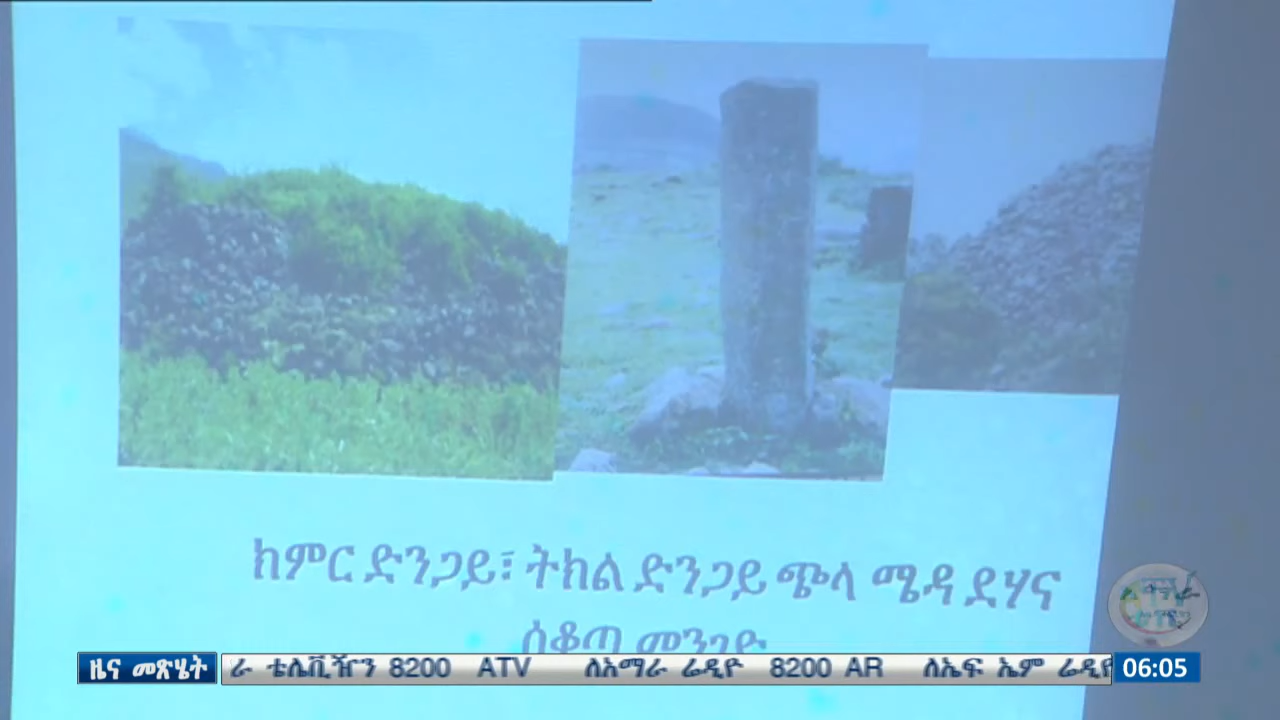 ክምር ድንጋይ፣ ትክል ድንጋይ ጭላ ሜዳ ደሃና
ሰቆጣ መንገድ
ዜና መጽሄት
ራ ቴሌቪዥን 8200 ATV ለአማራ ሬዲዮ 8200 AR ለኤፍ ኤም ሬዲዮ
06:05